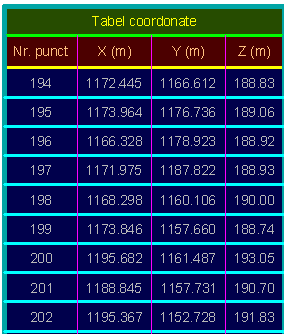 Tabel coordonate
Nr. punct X (m) Y (m) Z (m)
194 1172.445 1166.612 188.83
195 1173.964 1176.736 189.06
196 1166.328 1178.923 188.92
197 1171.975 1187.822 188.93
198 1168.298 1160.106 190.00
199 1173.846 1157.660 188.74
200 1195.682 1161.487 193.05
201 1188.845 1157.731 190.70
202 1195.367 1152.728 191.83